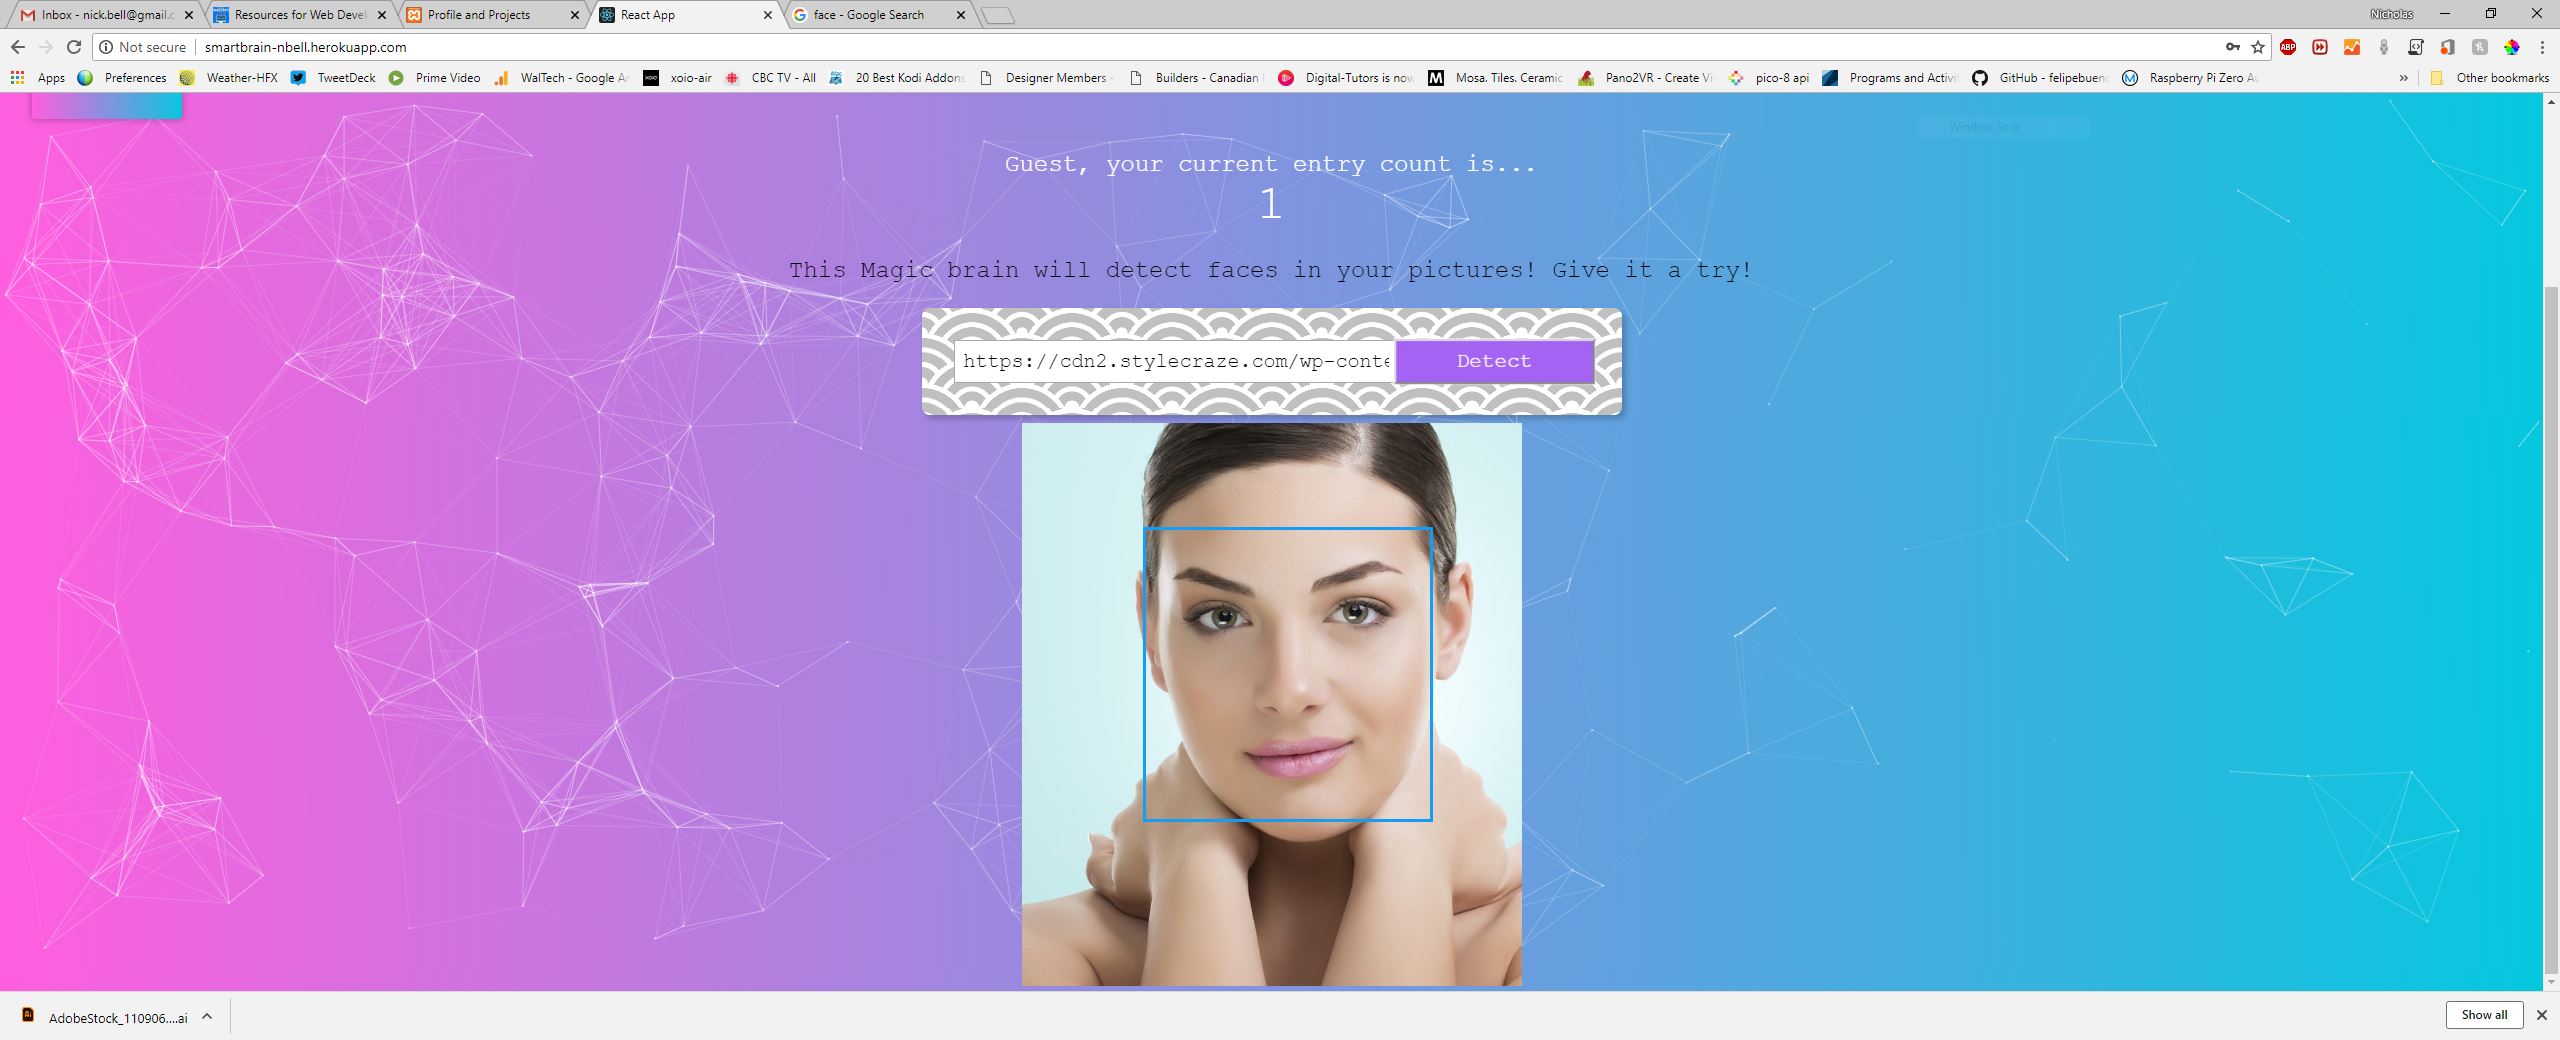 Inbox - nick.bell@gmail.c
Resources for Web Devel
Profile and Projects
React App
face - Google Search
Nicholas
Not secure
smartbrain-nbell.herokuapp.com
Apps
Preferences
Weather-HFX
TweetDeck
Prime Video
WalTech - Google Ar
xoio-air
CBC TV - All
20 Best Kodi Addons
Designer Members -
Builders - Canadian
Digital-Tutors is now
Mosa. Tiles. Ceramic
Pano2VR - Create Vi
pico-8 api
Programs and Activit
GitHub - felipebuen
Raspberry Pi Zero Au
»
Other bookmarks
Window Snip
Guest, your current entry count is...
1
This Magic brain will detect faces in your pictures! Give it a try!
https://cdn2.stylecraze.com/wp-conte
Detect
AdobeStock_110906....ai
Show all